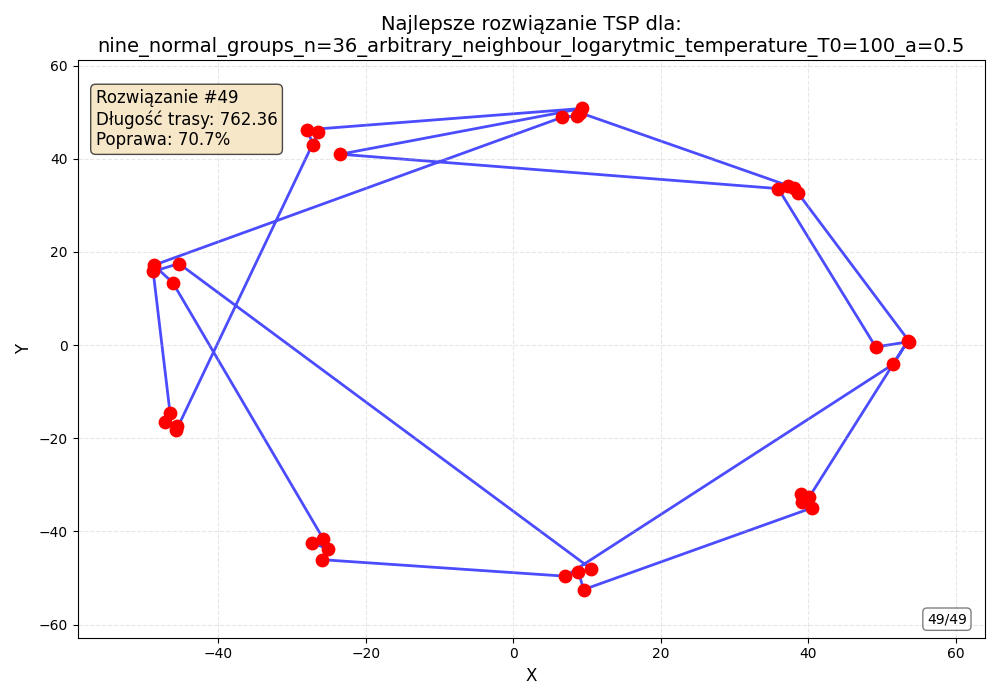 Najlepsze rozwiązanie TSP dla:
nine_normal_groups_n=36_arbitrary_neighbour_logarytmic_temperature_T0=100_a=0.5
Rozwiązanie #49
Długość trasy: 762.36
Poprawa: 70.7%
60
40
20
0
−20
−40
−60
Y
49/49
−40
−20
0
20
40
60
X